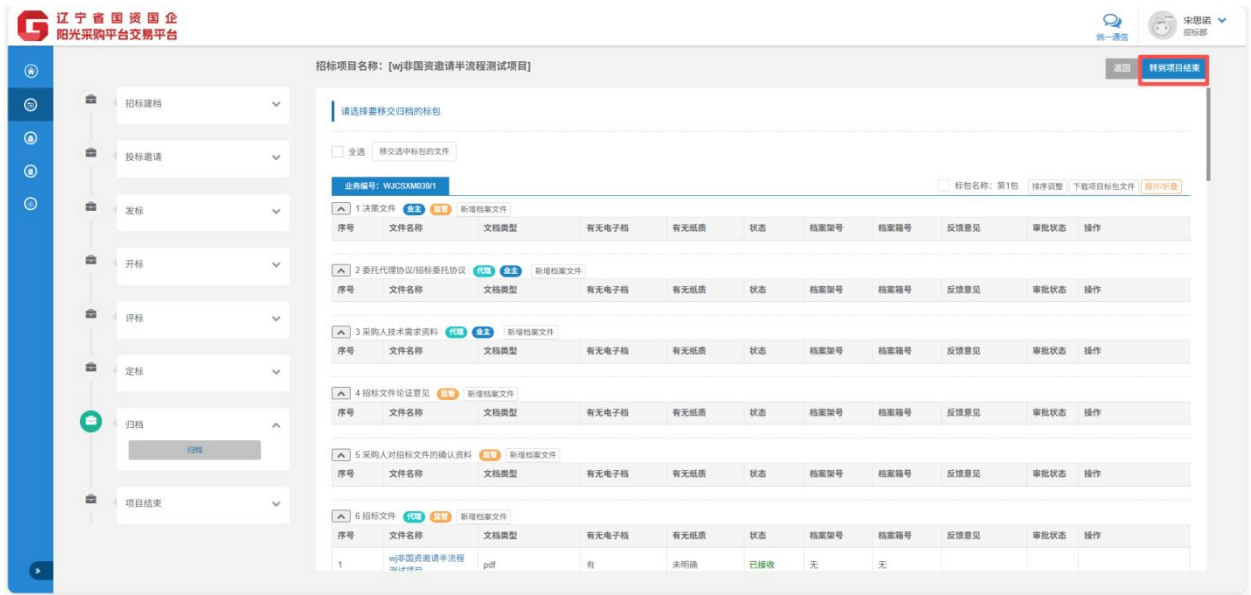 辽宁省国资国企
阳光采购平台交易平台
统一通信
宋思诺
招标部
招标项目名称：[wj非国资邀请半流程测试项目]
返回
转到项目结束
招标建档
投标邀请
发标
开标
评标
定标
归档
归档
项目结束
请选择要移交归档的标包
全选 移交选中标包的文件
业务编号：WJCSXM039/1 标包名称：第1包 排序调整 下载项目标包文件 展开/折叠
1 决策文件 业主 监管 新增档案文件
序号 文件名称 文档类型 有无电子档 有无纸质 状态 档案架号 档案箱号 反馈意见 审批状态 操作
2 委托代理协议/招标委托协议 代理 业主 新增档案文件
序号 文件名称 文档类型 有无电子档 有无纸质 状态 档案架号 档案箱号 反馈意见 审批状态 操作
3 采购人技术需求资料 代理 业主 新增档案文件
序号 文件名称 文档类型 有无电子档 有无纸质 状态 档案架号 档案箱号 反馈意见 审批状态 操作
4 招标文件论证意见 监管 新增档案文件
序号 文件名称 文档类型 有无电子档 有无纸质 状态 档案架号 档案箱号 反馈意见 审批状态 操作
5 采购人对招标文件的确认资料 监管 新增档案文件
序号 文件名称 文档类型 有无电子档 有无纸质 状态 档案架号 档案箱号 反馈意见 审批状态 操作
6 招标文件 代理 监管 新增档案文件
序号 文件名称 文档类型 有无电子档 有无纸质 状态 档案架号 档案箱号 反馈意见 审批状态 操作
1 wj非国资邀请半流程 pdf 有 未明确 已接收 无 无
测试项目